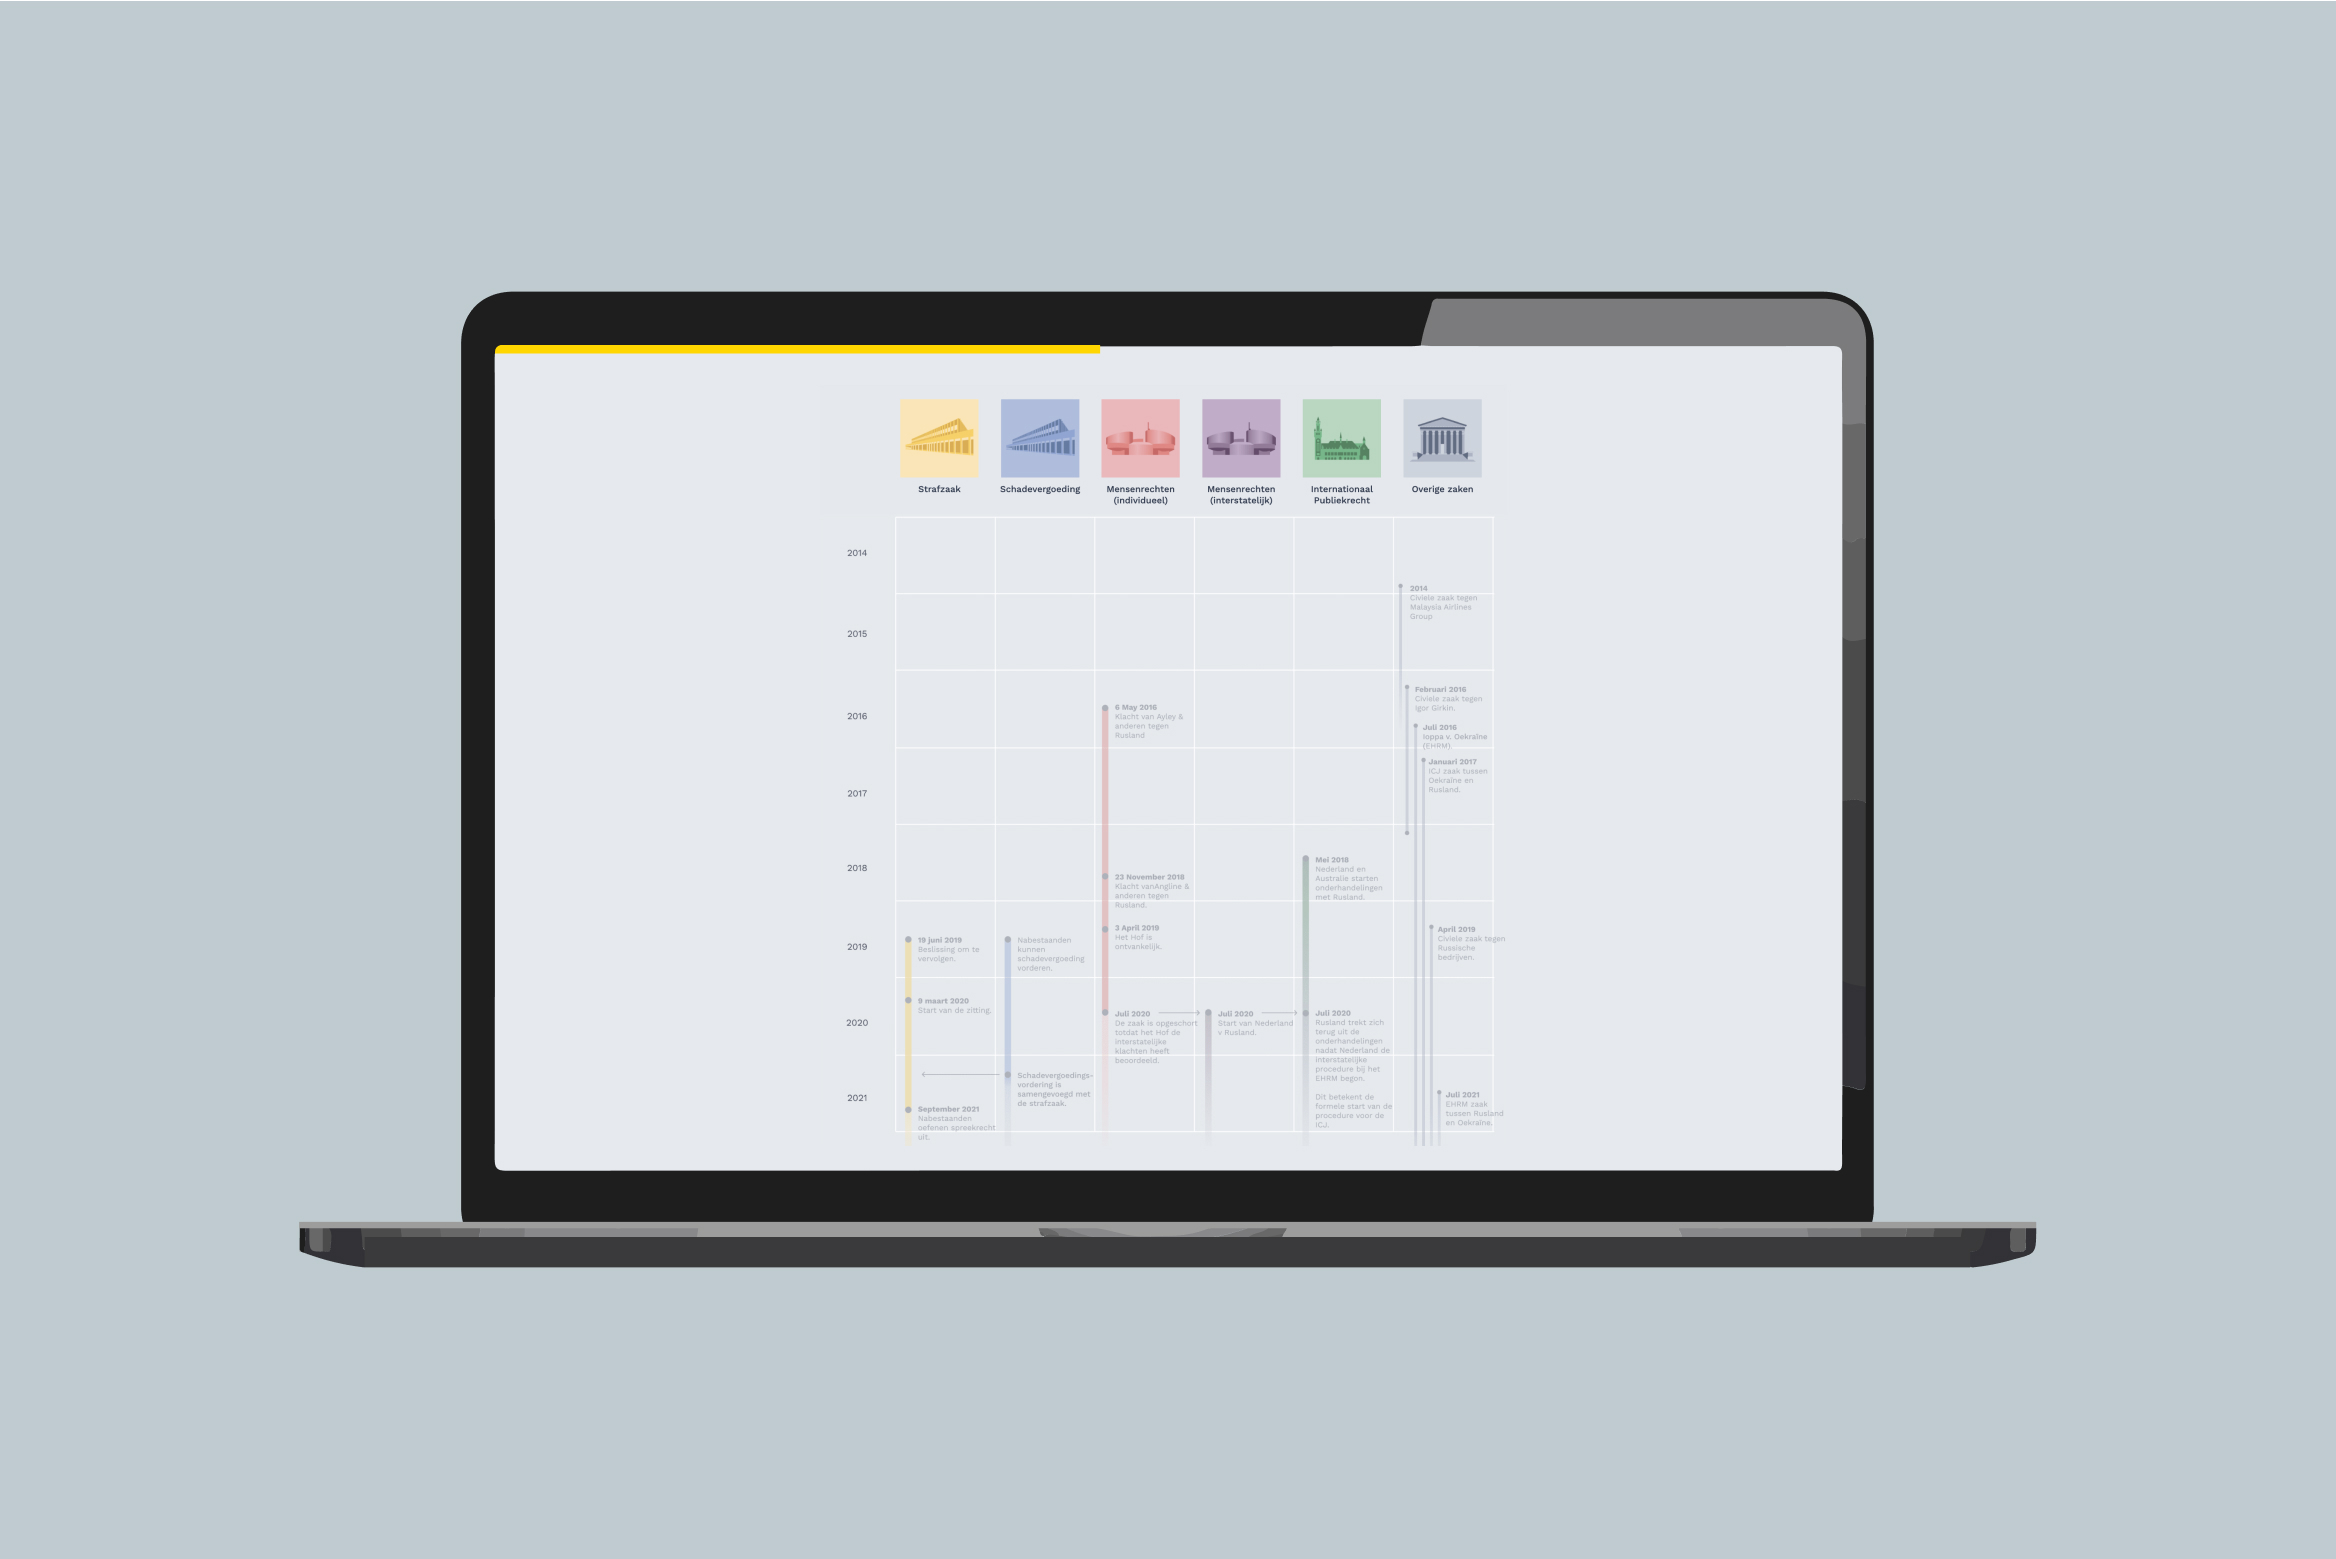 Strafzaak
Schadevergoeding
Mensenrechten
(individueel)
Mensenrechten
(interstatelijk)
Internationaal
Publiekrecht
Overige zaken
2014
2015
2016
2017
2018
2019
2020
2021
19 juni 2019
Beslissing om te
vervolgen.
9 maart 2020
Start van de zitting.
September 2021
Nabestaanden
oefenen spreekrecht
uit.
Nabestaanden
kunnen
schadevergoeding
vorderen.
Schadevergoedings-
vordering is
samengevoegd met
de strafzaak.
6 May 2016
Klacht van Ayley &
anderen tegen
Rusland
23 November 2018
Klacht vanAngline &
anderen tegen
Rusland.
3 April 2019
Het Hof is
ontvankelijk.
Juli 2020
De zaak is opgeschort
totdat het Hof de
interstatelijke
klachten heeft
beoordeeld.
Juli 2020
Start van Nederland
v Rusland.
Mei 2018
Nederland en
Australie starten
onderhandelingen
met Rusland.
Juli 2020
Rusland trekt zich
terug uit de
onderhandelingen
nadat Nederland de
interstatelijke
procedure bij het
EHRM begon.
Dit betekent de
formele start van de
procedure voor de
ICJ.
2014
Civiele zaak tegen
Malaysia Airlines
Group
Februari 2016
Civiele zaak tegen
Igor Girkin.
Juli 2016
Ioppa v. Oekraïne
(EHRM).
Januari 2017
ICJ zaak tussen
Oekraïne en
Rusland.
April 2019
Civiele zaak tegen
Russische
bedrijven.
Juli 2021
EHRM zaak
tussen Rusland
en Oekraïne.